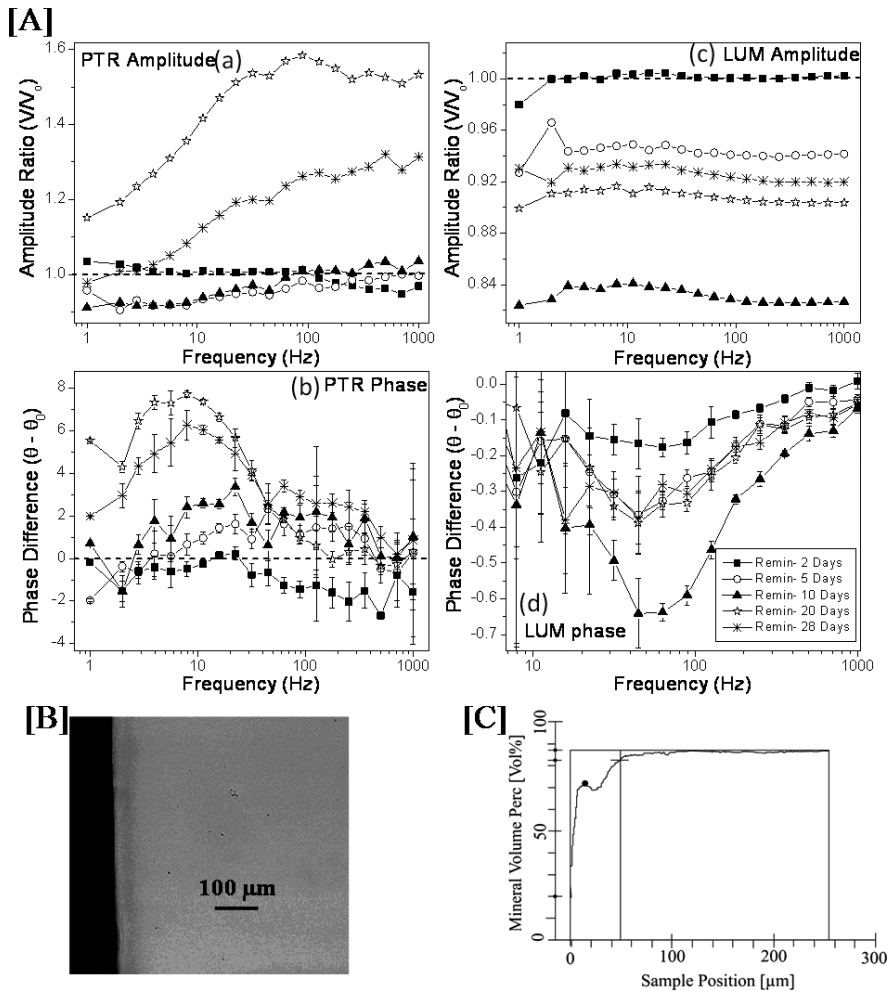 [A]
PTR Amplitude (a)
Amplitude Ratio (V/V₀)
1.6
1.4
1.2
1.0
1
10
100
1000
Frequency (Hz)
(c) LUM Amplitude
Amplitude Ratio (V/V₀)
1.00
0.96
0.92
0.84
1
10
100
1000
Frequency (Hz)
(b) PTR Phase
Phase Difference (θ - θ₀)
8
6
4
2
0
-2
-4
1
10
100
1000
Frequency (Hz)
(d)
LUM phase
Phase Difference (θ - θ₀)
0.0
-0.1
-0.2
-0.3
-0.4
-0.5
-0.6
-0.7
10
100
1000
Frequency (Hz)
Remin- 2 Days
Remin- 5 Days
Remin- 10 Days
Remin- 20 Days
Remin- 28 Days
[B]
100 µm
[C]
Mineral Volume Perc [Vol%]
100
50
0
0
100
200
300
Sample Position [µm]